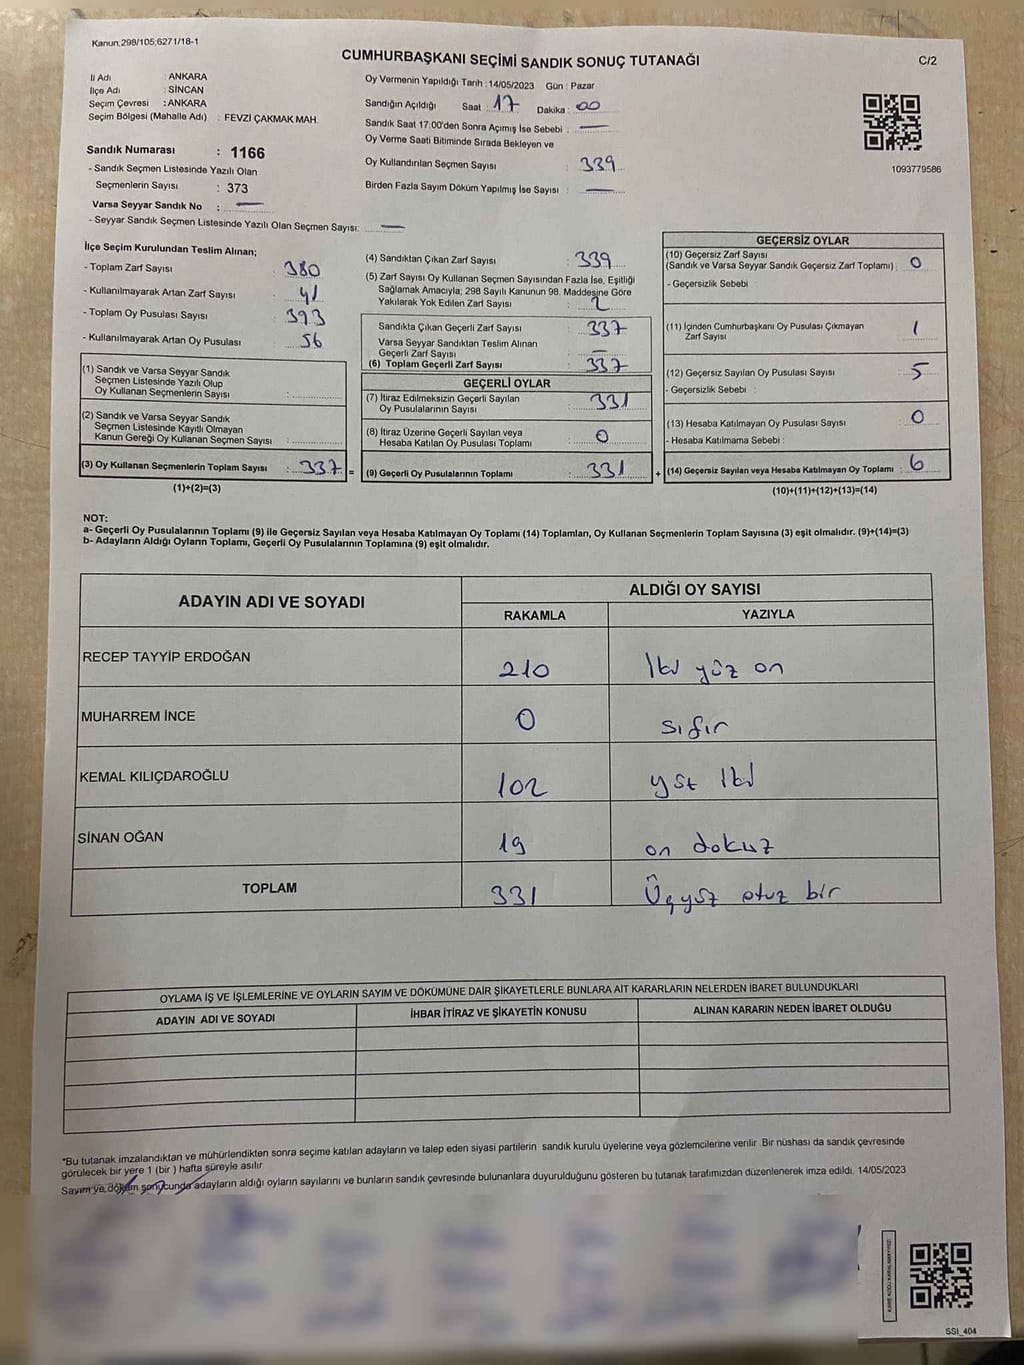 Kanun;298/105;6271/18-1
CUMHURBAŞKANI SEÇİMİ SANDIK SONUÇ TUTANAĞI
C/2
İl Adı : ANKARA
İlçe Adı : SİNCAN
Seçim Çevresi : ANKARA
Seçim Bölgesi (Mahalle Adı) : FEVZİ ÇAKMAK MAH.
Sandık Numarası : 1166
- Sandık Seçmen Listesinde Yazılı Olan
Seçmenlerin Sayısı : 373
Varsa Seyyar Sandık No : —
- Seyyar Sandık Seçmen Listesinde Yazılı Olan Seçmen Sayısı: —
Oy Vermenin Yapıldığı Tarih :14/05/2023 Gün : Pazar
Sandığın Açıldığı Saat : 17 Dakika : 00
Sandık Saat 17:00'den Sonra Açımış İse Sebebi : —
Oy Verme Saati Bitiminde Sırada Bekleyen ve
Oy Kullandırılan Seçmen Sayısı : 339
Birden Fazla Sayım Döküm Yapılmış İse Sayısı : —
1093779586
İlçe Seçim Kurulundan Teslim Alınan;
- Toplam Zarf Sayısı : 380
- Kullanılmayarak Artan Zarf Sayısı : 41
- Toplam Oy Pusulası Sayısı : 393
- Kullanılmayarak Artan Oy Pusulası : 56
(1) Sandık ve Varsa Seyyar Sandık
Seçmen Listesinde Yazılı Olup
Oy Kullanan Seçmenlerin Sayısı :
(2) Sandık ve Varsa Seyyar Sandık
Seçmen Listesinde Kayıtlı Olmayan
Kanun Gereği Oy Kullanan Seçmen Sayısı :
(3) Oy Kullanan Seçmenlerin Toplam Sayısı : 337 =
(1)+(2)=(3)
(4) Sandıktan Çıkan Zarf Sayısı : 339
(5) Zarf Sayısı Oy Kullanan Seçmen Sayısından Fazla İse, Eşitliği
Sağlamak Amacıyla; 298 Sayılı Kanunun 98. Maddesine Göre
Yakılarak Yok Edilen Zarf Sayısı : 2
Sandıkta Çıkan Geçerli Zarf Sayısı : 337
Varsa Seyyar Sandıktan Teslim Alınan
Geçerli Zarf Sayısı : —
(6) Toplam Geçerli Zarf Sayısı : 337
GEÇERLİ OYLAR
(7) İtiraz Edilmeksizin Geçerli Sayılan
Oy Pusulalarının Sayısı : 331
(8) İtiraz Üzerine Geçerli Sayılan veya
Hesaba Katılan Oy Pusulası Toplamı : 0
(9) Geçerli Oy Pusulalarının Toplamı : 331 +
GEÇERSİZ OYLAR
(10) Geçersiz Zarf Sayısı
(Sandık ve Varsa Seyyar Sandık Geçersiz Zarf Toplamı) : 0
- Geçersizlik Sebebi :
(11) İçinden Cumhurbaşkanı Oy Pusulası Çıkmayan
Zarf Sayısı : 1
(12) Geçersiz Sayılan Oy Pusulası Sayısı : 5
- Geçersizlik Sebebi :
(13) Hesaba Katılmayan Oy Pusulası Sayısı : 0
- Hesaba Katılmama Sebebi :
(14) Geçersiz Sayılan veya Hesaba Katılmayan Oy Toplamı : 6
(10)+(11)+(12)+(13)=(14)
NOT:
a- Geçerli Oy Pusulalarının Toplamı (9) ile Geçersiz Sayılan veya Hesaba Katılmayan Oy Toplamı (14) Toplamları, Oy Kullanan Seçmenlerin Toplam Sayısına (3) eşit olmalıdır. (9)+(14)=(3)
b- Adayların Aldığı Oyların Toplamı, Geçerli Oy Pusulalarının Toplamına (9) eşit olmalıdır.
ADAYIN ADI VE SOYADI
ALDIĞI OY SAYISI
RAKAMLA YAZIYLA
RECEP TAYYİP ERDOĞAN 210 İki yüz on
MUHARREM İNCE 0 sıfır
KEMAL KILIÇDAROĞLU 102 yüz iki
SİNAN OĞAN 19 on dokuz
TOPLAM 331 Üçyüz otuz bir
OYLAMA İŞ VE İŞLEMLERİNE VE OYLARIN SAYIM VE DÖKÜMÜNE DAİR ŞİKAYETLERLE BUNLARA AİT KARARLARIN NELERDEN İBARET BULUNDUKLARI
ADAYIN ADI VE SOYADI İHBAR İTİRAZ VE ŞİKAYETİN KONUSU ALINAN KARARIN NEDEN İBARET OLDUĞU
*Bu tutanak imzalandıktan ve mühürlendikten sonra seçime katılan adayların ve talep eden siyasi partilerin sandık kurulu üyelerine veya gözlemcilerine verilir. Bir nüshası da sandık çevresinde
görülecek bir yere 1 (bir ) hafta süreyle asılır.
Sayım ve döküm sonucunda adayların aldığı oyların sayılarını ve bunların sandık çevresinde bulunanlara duyurulduğunu gösteren bu tutanak tarafımızdan düzenlenerek imza edildi. 14/05/2023
SSI_404